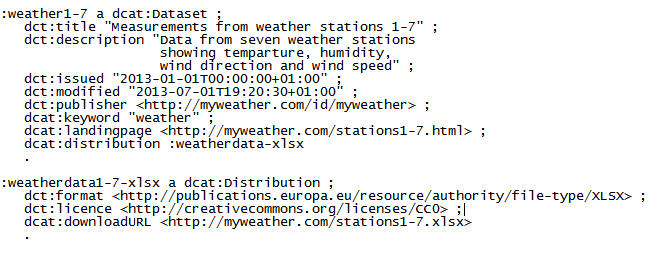 :weather1-7 a dcat:Dataset ;
dct:title "Measurements from weather stations 1-7" ;
dct:description "Data from seven weather stations
showing temparture, humidity,
wind direction and wind speed" ;
dct:issued "2013-01-01T00:00:00+01:00" ;
dct:modified "2013-07-01T19:20:30+01:00" ;
dct:publisher <http://myweather.com/id/myweather> ;
dcat:keyword "weather" ;
dcat:landingpage <http://myweather.com/stations1-7.html> ;
dcat:distribution :weatherdata-xlsx
.
:weatherdata1-7-xlsx a dcat:Distribution ;
dct:format <http://publications.europa.eu/resource/authority/file-type/XLSX> ;
dct:licence <http://creativecommons.org/licenses/CC0> ;
dcat:downloadURL <http://myweather.com/stations1-7.xlsx>
.